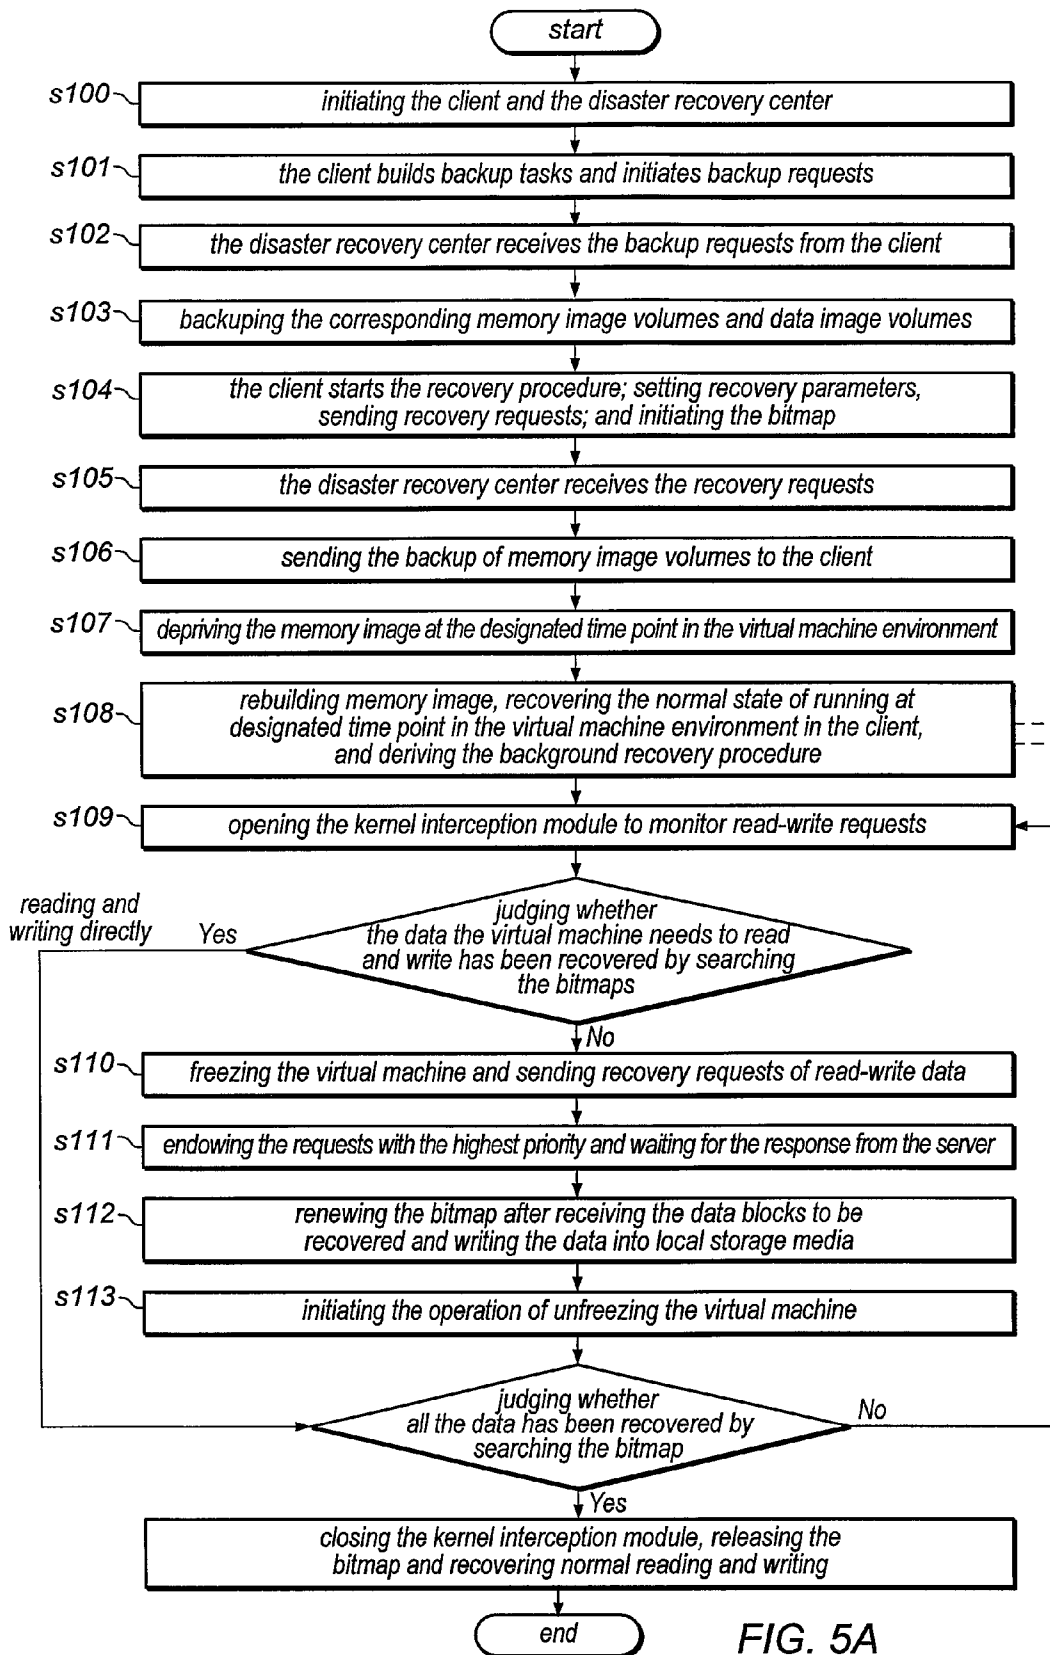 start
s100
initiating the client and the disaster recovery center
s101
the client builds backup tasks and initiates backup requests
s102
the disaster recovery center receives the backup requests from the client
s103
backuping the corresponding memory image volumes and data image volumes
s104
the client starts the recovery procedure; setting recovery parameters,
sending recovery requests; and initiating the bitmap
s105
the disaster recovery center receives the recovery requests
s106
sending the backup of memory image volumes to the client
s107
depriving the memory image at the designated time point in the virtual machine environment
s108
rebuilding memory image, recovering the normal state of running at
designated time point in the virtual machine environment in the client,
and deriving the background recovery procedure
s109
opening the kernel interception module to monitor read-write requests
reading and
writing directly
Yes
judging whether
the data the virtual machine needs to read
and write has been recovered by searching
the bitmaps
No
s110
freezing the virtual machine and sending recovery requests of read-write data
s111
endowing the requests with the highest priority and waiting for the response from the server
s112
renewing the bitmap after receiving the data blocks to be
recovered and writing the data into local storage media
s113
initiating the operation of unfreezing the virtual machine
judging whether
all the data has been recovered by
searching the bitmap
No
Yes
closing the kernel interception module, releasing the
bitmap and recovering normal reading and writing
end
FIG. 5A